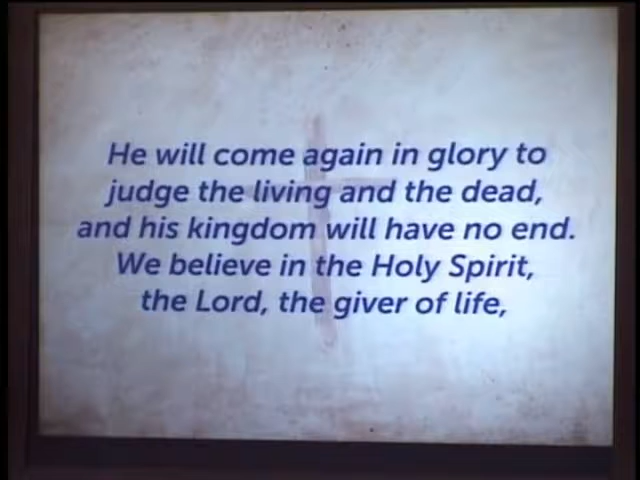 He will come again in glory to
judge the living and the dead,
and his kingdom will have no end.
We believe in the Holy Spirit,
the Lord, the giver of life,